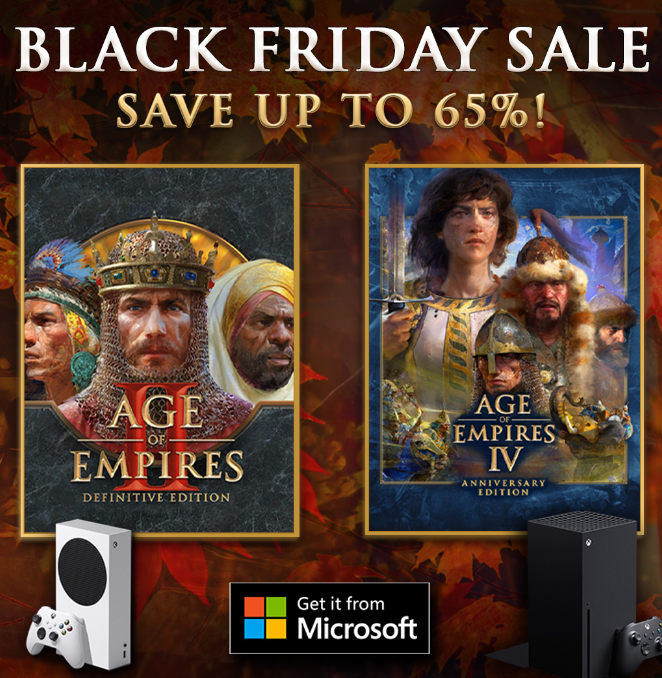 BLACK FRIDAY SALE
SAVE UP TO 65%!
II
AGE
OF
EMPIRES
DEFINITIVE EDITION
AGE
OF
EMPIRES
IV
ANNIVERSARY
EDITION
Get it from
Microsoft